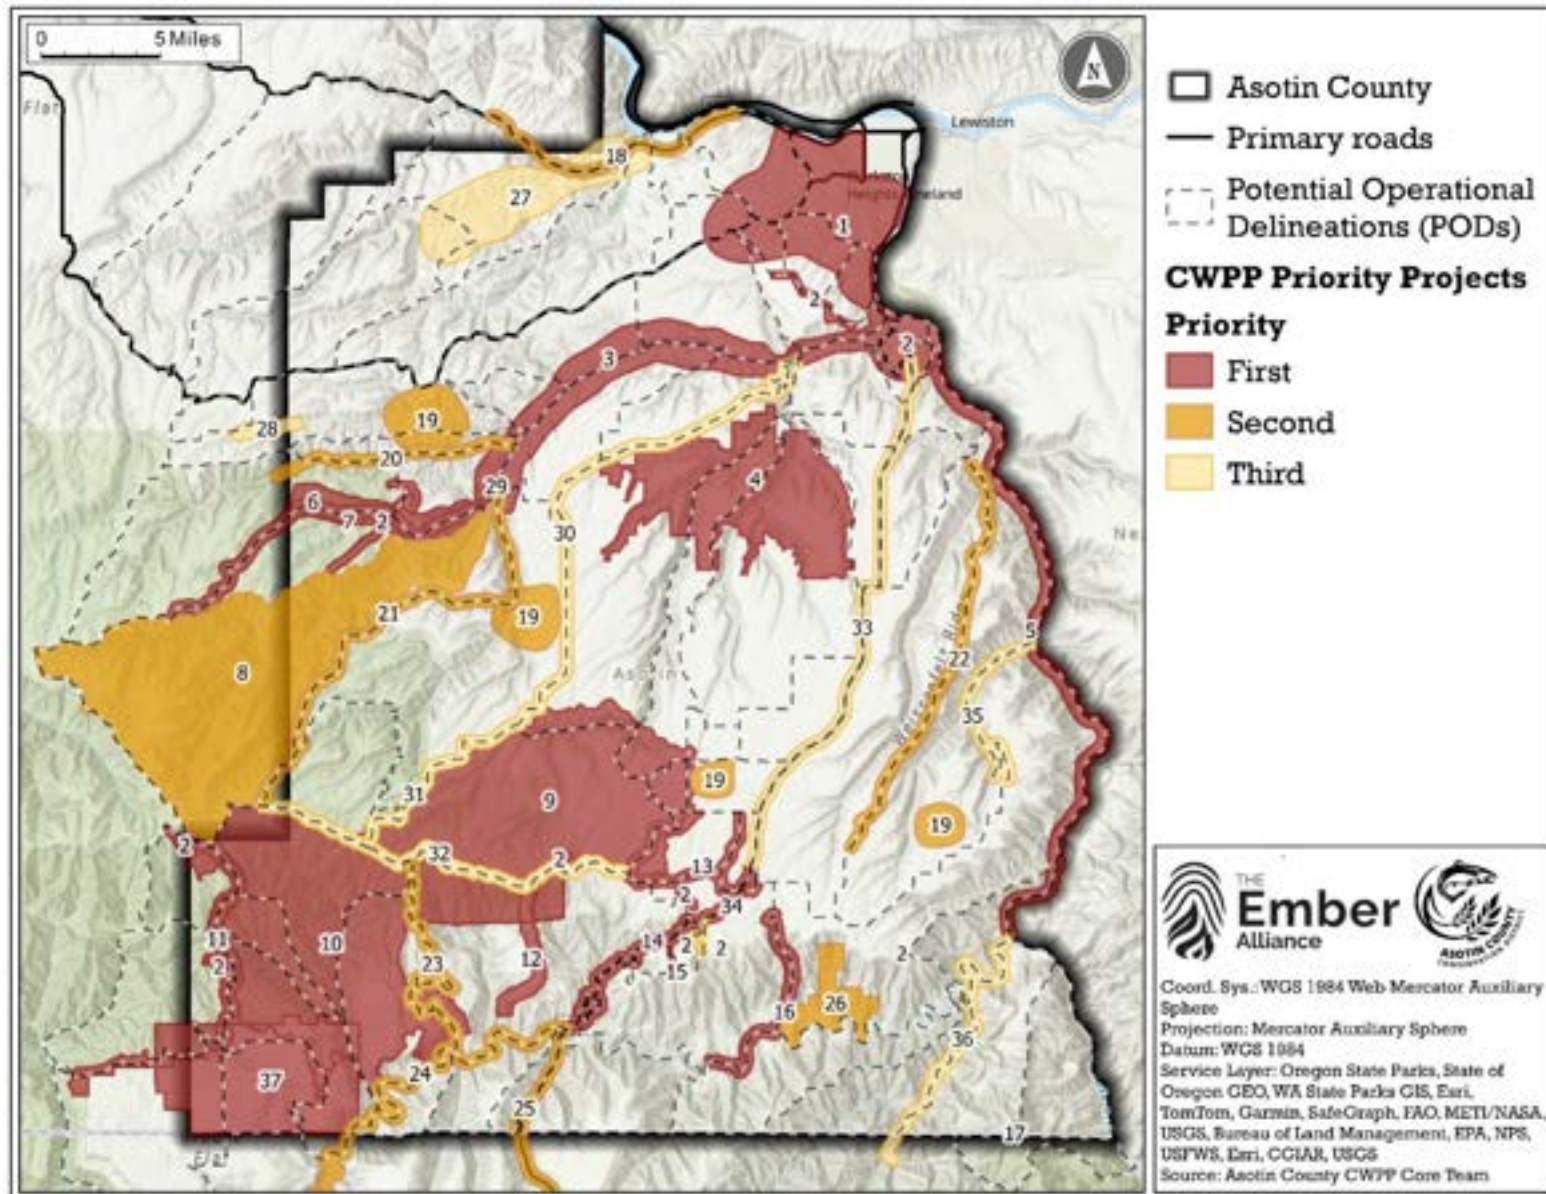 0 5 Miles
N
Flat
Lewiston
18
27
1
2
3
2
28
19
20
29
6
7
2
4
30
19
21
33
5
8
22
Asotin
35
31
9
19
19
32
2
2
13
2
34
11
10
14
2
2
2
23
12
15
2
16
26
36
37
24
25
17
Flat
Asotin County
Primary roads
Potential Operational
Delineations (PODs)
CWPP Priority Projects
Priority
First
Second
Third
THE
Ember
Alliance
ASOTIN COUNTY
CONSERVATION DISTRICT
Coord. Sys.: WGS 1984 Web Mercator Auxiliary
Sphere
Projection: Mercator Auxiliary Sphere
Datum: WGS 1984
Service Layer: Oregon State Parks, State of
Oregon GEO, WA State Parks GIS, Esri,
TomTom, Garmin, SafeGraph, FAO, METI/NASA,
USGS, Bureau of Land Management, EPA, NPS,
USFWS, Esri, CGIAR, USGS
Source: Asotin County CWPP Core Team